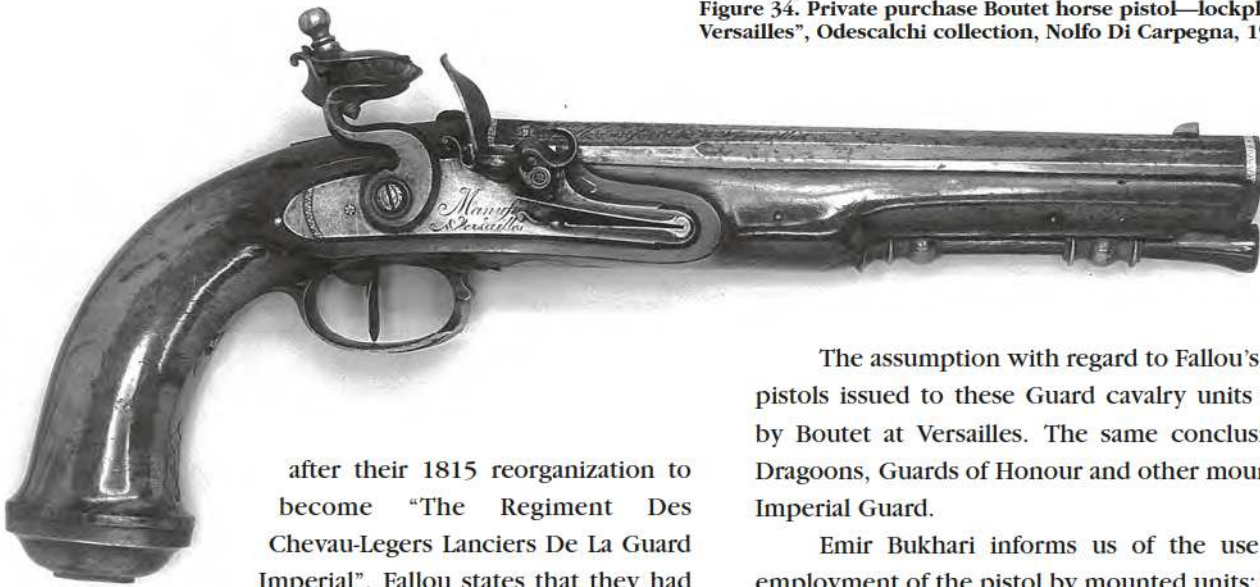 Figure 34. Private purchase Boutet horse pistol—lockpl
Versailles”, Odescalchi collection, Nolfo Di Carpegna, 19
Manuf
Versailles
after their 1815 reorganization to
become “The Regiment Des
Chevau-Legers Lanciers De La Guard
Imperial”. Fallou states that they had
The assumption with regard to Fallou’s
pistols issued to these Guard cavalry units
by Boutet at Versailles. The same conclus
Dragoons, Guards of Honour and other moun
Imperial Guard.
Emir Bukhari informs us of the use
employment of the pistol by mounted units: